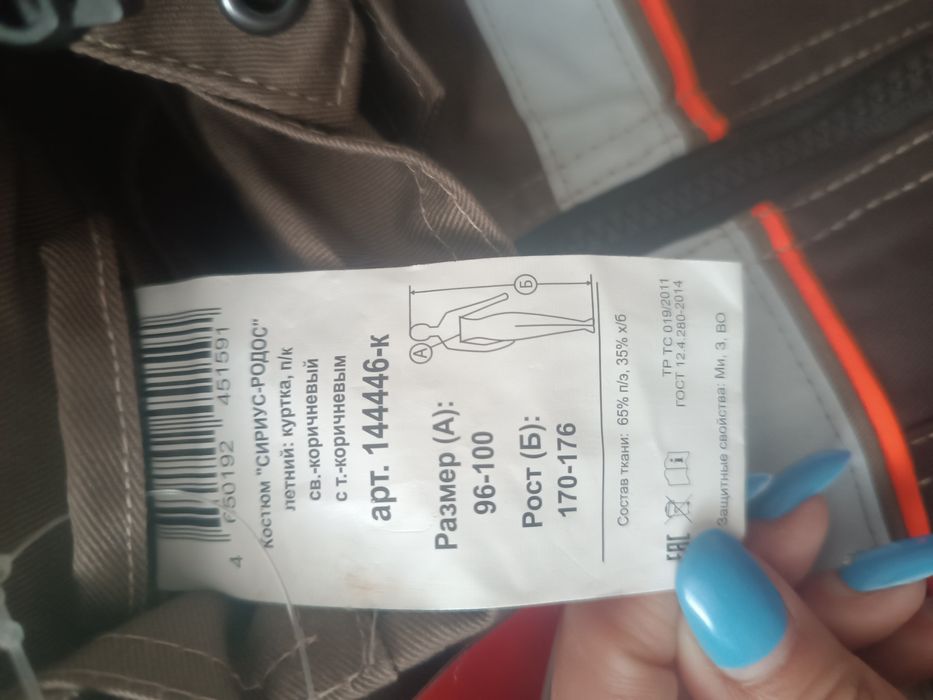 4 650192 451591
Костюм "СИРИУС-РОДОС"
летний: куртка, п/к
св.-коричневый
с т.-коричневым
арт. 144446-к
Размер (А):
96-100
Рост (Б):
170-176
А
Б
Состав ткани: 65% п/э, 35% х/б
ТР ТС 019/2011
ГОСТ 12.4.280-2014
ЕАС
Защитные свойства: Ми, З, ВО